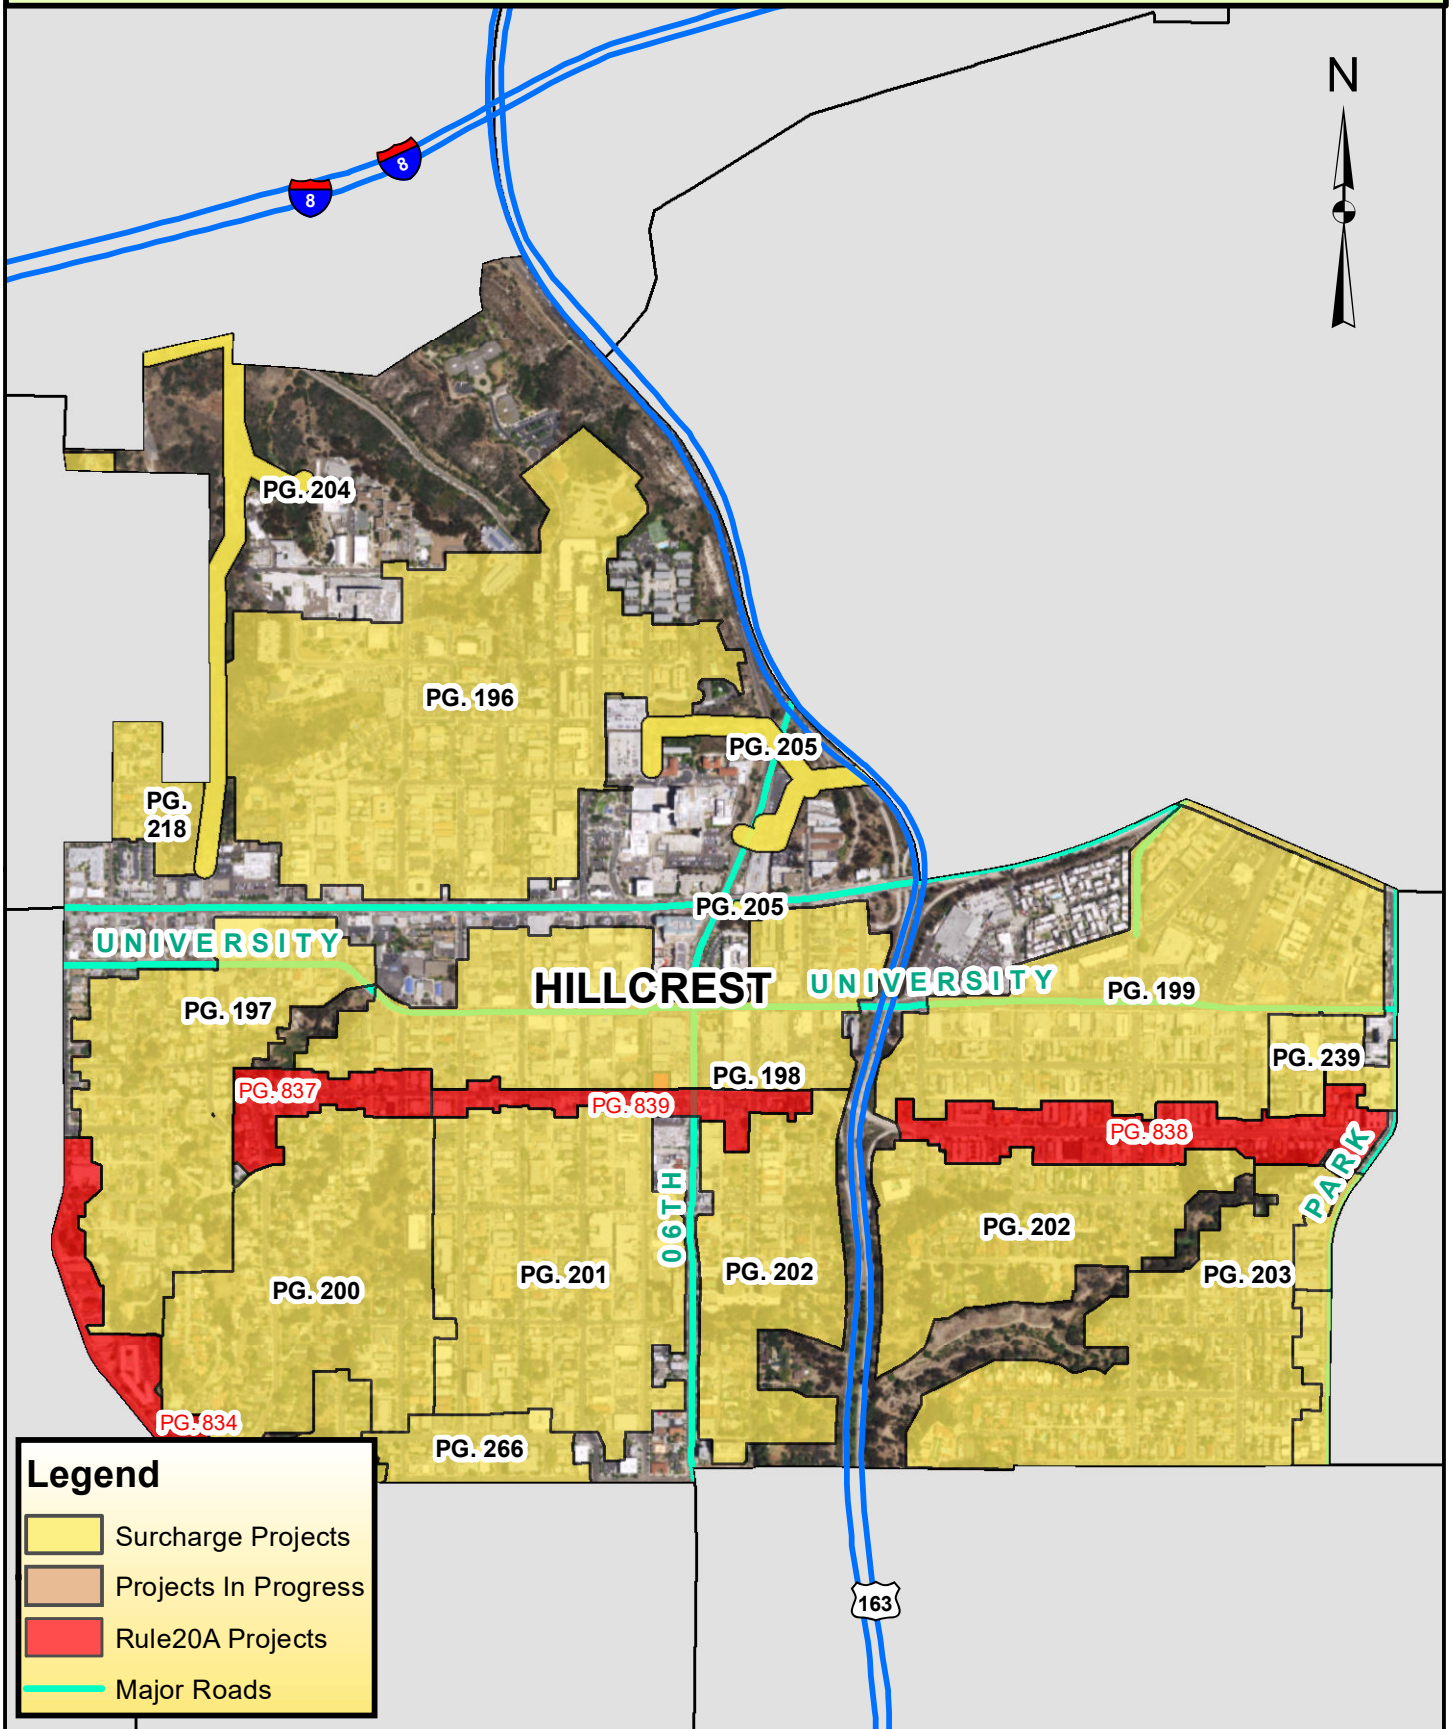 N
8
8
PG. 204
PG. 196
PG. 205
PG.
218
PG. 205
UNIVERSITY
HILLCREST
UNIVERSITY
PG. 199
PG. 197
PG. 239
PG. 198
PG. 837
PG. 839
PG. 838
PARK
06TH
PG. 202
PG. 201
PG. 202
PG. 203
PG. 200
PG. 834
PG. 266
Legend
Surcharge Projects
Projects In Progress
Rule20A Projects
Major Roads
163